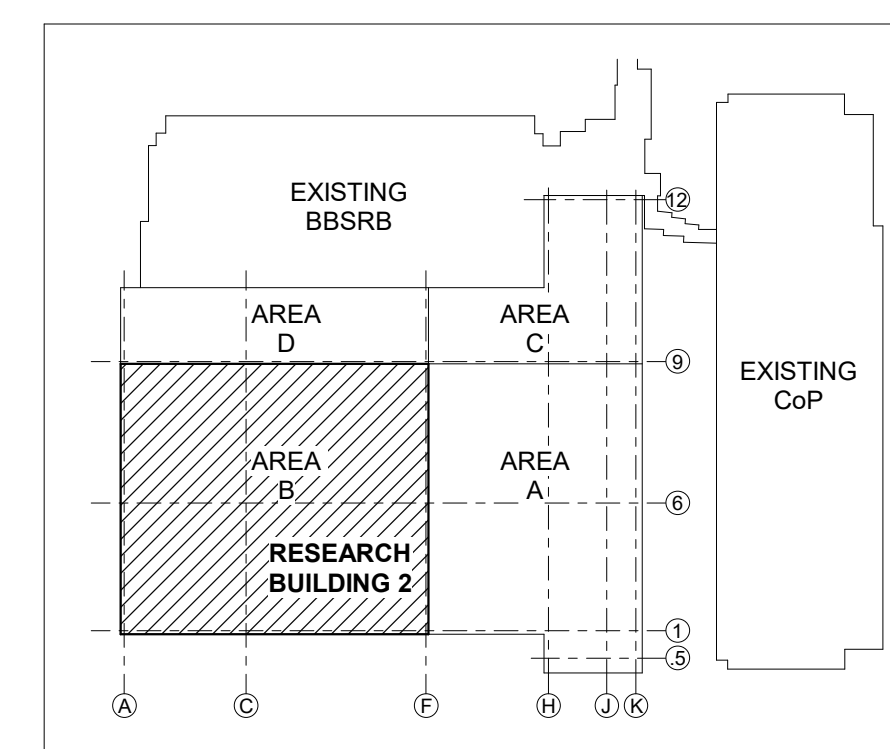 EXISTING
BBSRB
12
AREA
D
AREA
C
9
EXISTING
CoP
AREA
B
AREA
A
6
RESEARCH
BUILDING 2
1
.5
A
C
F
H
J
K